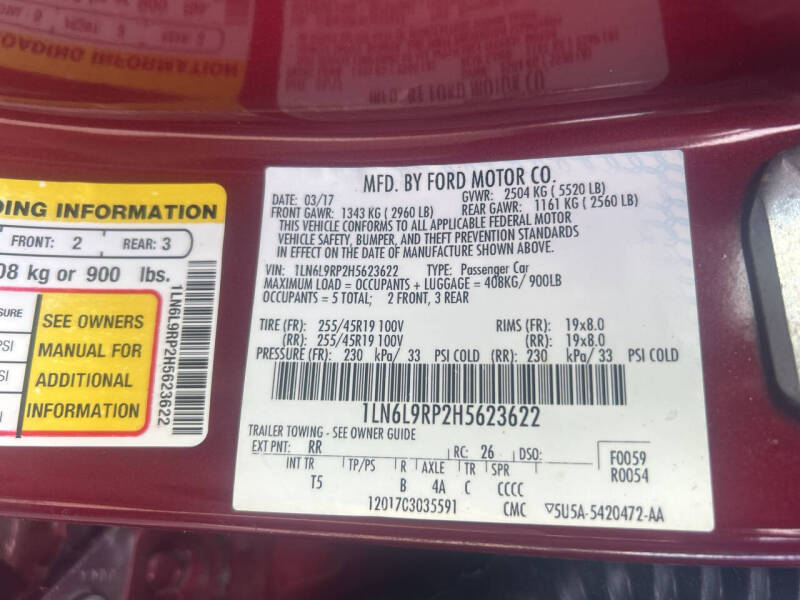 DING INFORMATION
FRONT: 2 REAR: 3
08 kg or 900 lbs.
SURE
PSI
SI
SEE OWNERS
MANUAL FOR
ADDITIONAL
INFORMATION
1LN6L9RP2H5623622
MFD. BY FORD MOTOR CO.
DATE: 03/17 GVWR: 2504 KG ( 5520 LB)
FRONT GAWR: 1343 KG ( 2960 LB) REAR GAWR: 1161 KG ( 2560 LB)
THIS VEHICLE CONFORMS TO ALL APPLICABLE FEDERAL MOTOR
VEHICLE SAFETY, BUMPER, AND THEFT PREVENTION STANDARDS
IN EFFECT ON THE DATE OF MANUFACTURE SHOWN ABOVE.
VIN: 1LN6L9RP2H5623622 TYPE: Passenger Car
MAXIMUM LOAD = OCCUPANTS + LUGGAGE = 408KG/ 900LB
OCCUPANTS = 5 TOTAL; 2 FRONT, 3 REAR
TIRE (FR): 255/45R19 100V RIMS (FR): 19x8.0
(RR): 255/45R19 100V (RR): 19x8.0
PRESSURE (FR): 230 kPa/ 33 PSI COLD (RR): 230 kPa/ 33 PSI COLD
1LN6L9RP2H5623622
TRAILER TOWING - SEE OWNER GUIDE
EXT PNT: RR RC: 26 DSO: F0059
R0054
INT TR TP/PS R AXLE TR SPR
T5 B 4A C CCCC
12017C3035591 CMC ▽5U5A-5420472-AA